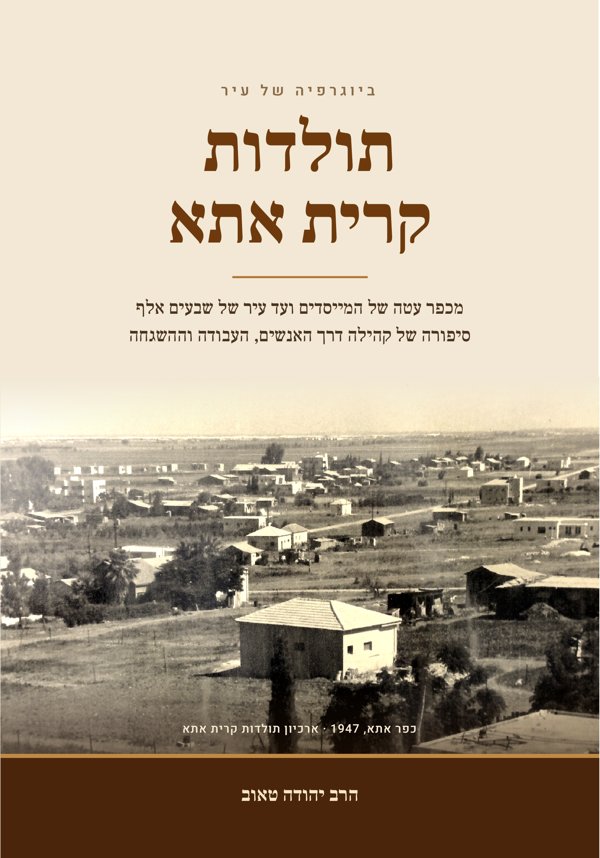 ביוגרפיה של עיר
תולדות
קרית אתא
מכפר עטה של המייסדים ועד עיר של שבעים אלף
סיפורה של קהילה דרך האנשים, העבודה וההשגחה
כפר אתא, 1947 · ארכיון תולדות קרית אתא
הרב יהודה טאוב